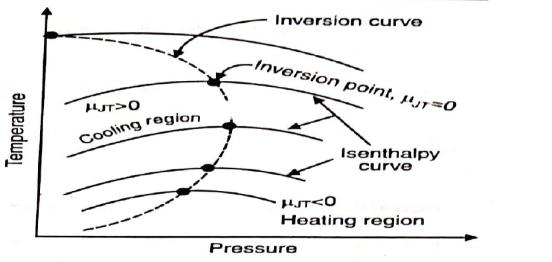 Inversion curve
Inversion point, μJT=0
μJT>0
Cooling region
Temperature
Isenthalpy
curve
μJT<0
Heating region
Pressure